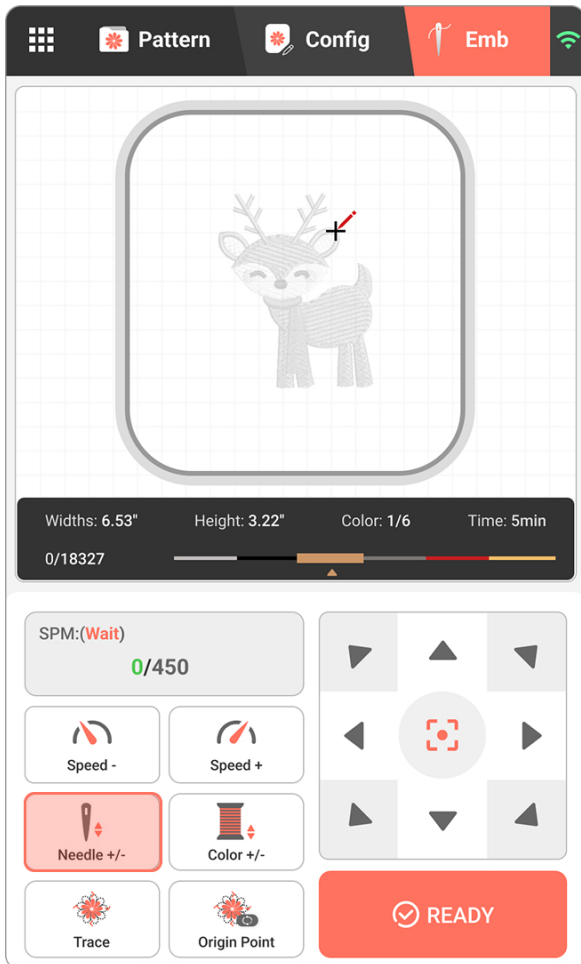 Pattern Config Emb
Widths: 6.53" Height: 3.22" Color: 1/6 Time: 5min
0/18327
SPM:(Wait)
0/450
Speed - Speed +
Needle +/- Color +/-
Trace Origin Point
READY